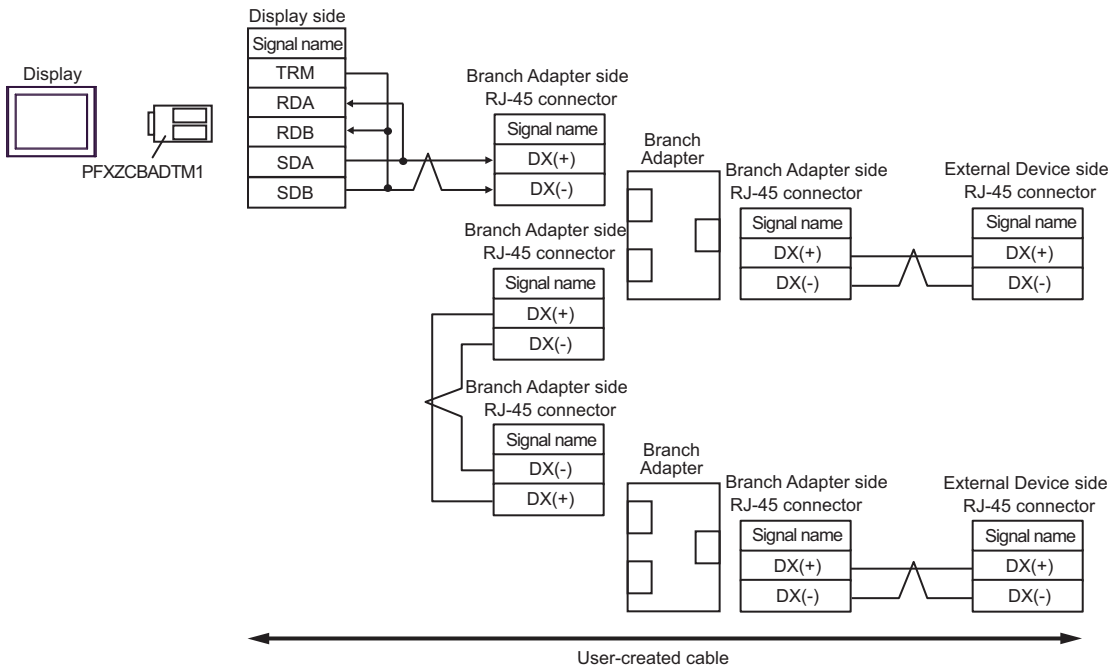 Display
PFXZCBADTM1
Display side
Signal name
TRM
RDA
RDB
SDA
SDB
Branch Adapter side
RJ-45 connector
Signal name
DX(+)
DX(-)
Branch
Adapter
Branch Adapter side
RJ-45 connector
Signal name
DX(+)
DX(-)
External Device side
RJ-45 connector
Signal name
DX(+)
DX(-)
Branch Adapter side
RJ-45 connector
Signal name
DX(+)
DX(-)
Branch Adapter side
RJ-45 connector
Signal name
DX(-)
DX(+)
Branch
Adapter
Branch Adapter side
RJ-45 connector
Signal name
DX(+)
DX(-)
External Device side
RJ-45 connector
Signal name
DX(+)
DX(-)
User-created cable